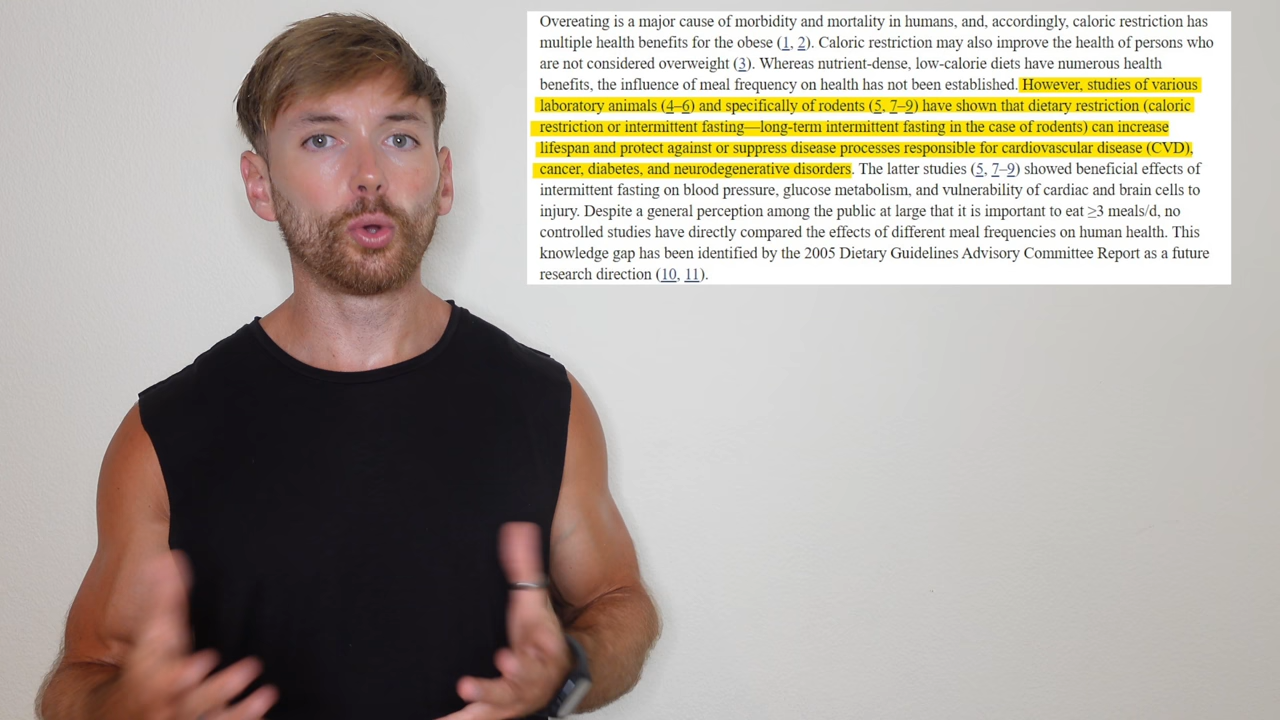 Overeating is a major cause of morbidity and mortality in humans, and, accordingly, caloric restriction has
multiple health benefits for the obese (1, 2). Caloric restriction may also improve the health of persons who
are not considered overweight (3). Whereas nutrient-dense, low-calorie diets have numerous health
benefits, the influence of meal frequency on health has not been established. However, studies of various
laboratory animals (4–6) and specifically of rodents (5, 7–9) have shown that dietary restriction (caloric
restriction or intermittent fasting—long-term intermittent fasting in the case of rodents) can increase
lifespan and protect against or suppress disease processes responsible for cardiovascular disease (CVD),
cancer, diabetes, and neurodegenerative disorders. The latter studies (5, 7–9) showed beneficial effects of
intermittent fasting on blood pressure, glucose metabolism, and vulnerability of cardiac and brain cells to
injury. Despite a general perception among the public at large that it is important to eat ≥3 meals/d, no
controlled studies have directly compared the effects of different meal frequencies on human health. This
knowledge gap has been identified by the 2005 Dietary Guidelines Advisory Committee Report as a future
research direction (10, 11).